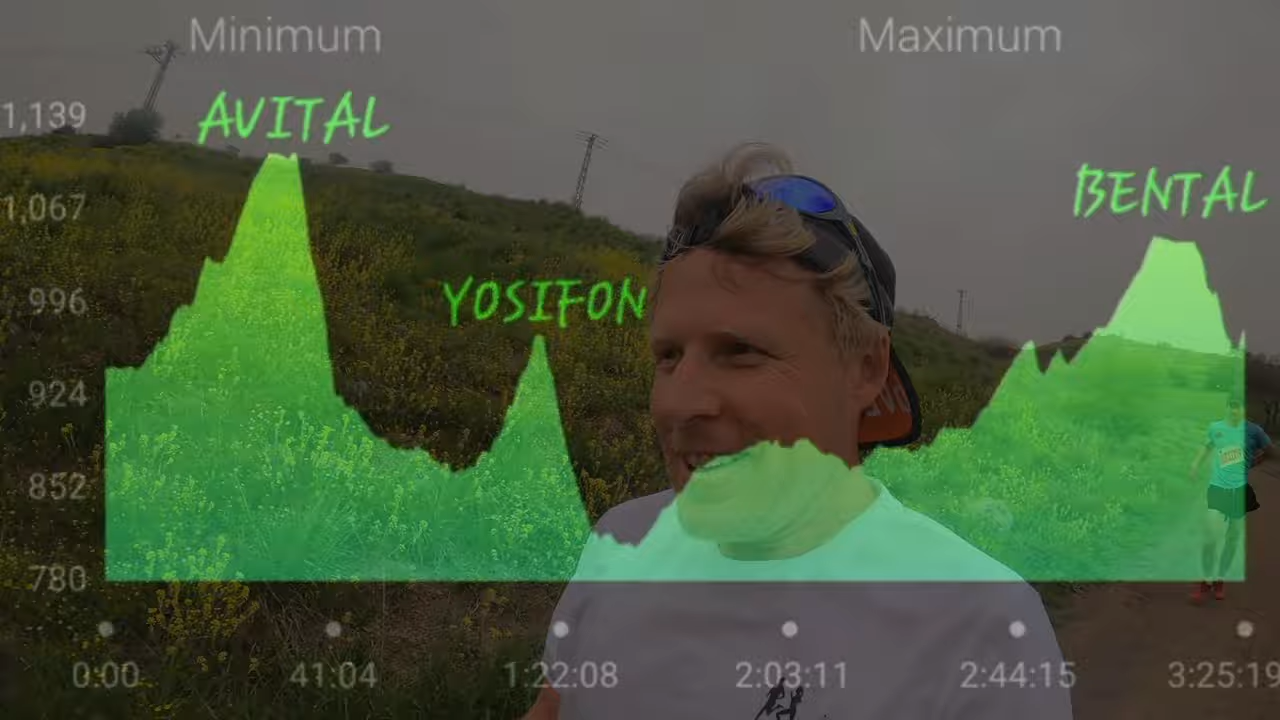 Minimum Maximum
1,139
AVITAL
BENTAL
1,067
YOSIFON
996
924
852
780
0:00 41:04 1:22:08 2:03:11 2:44:15 3:25:19